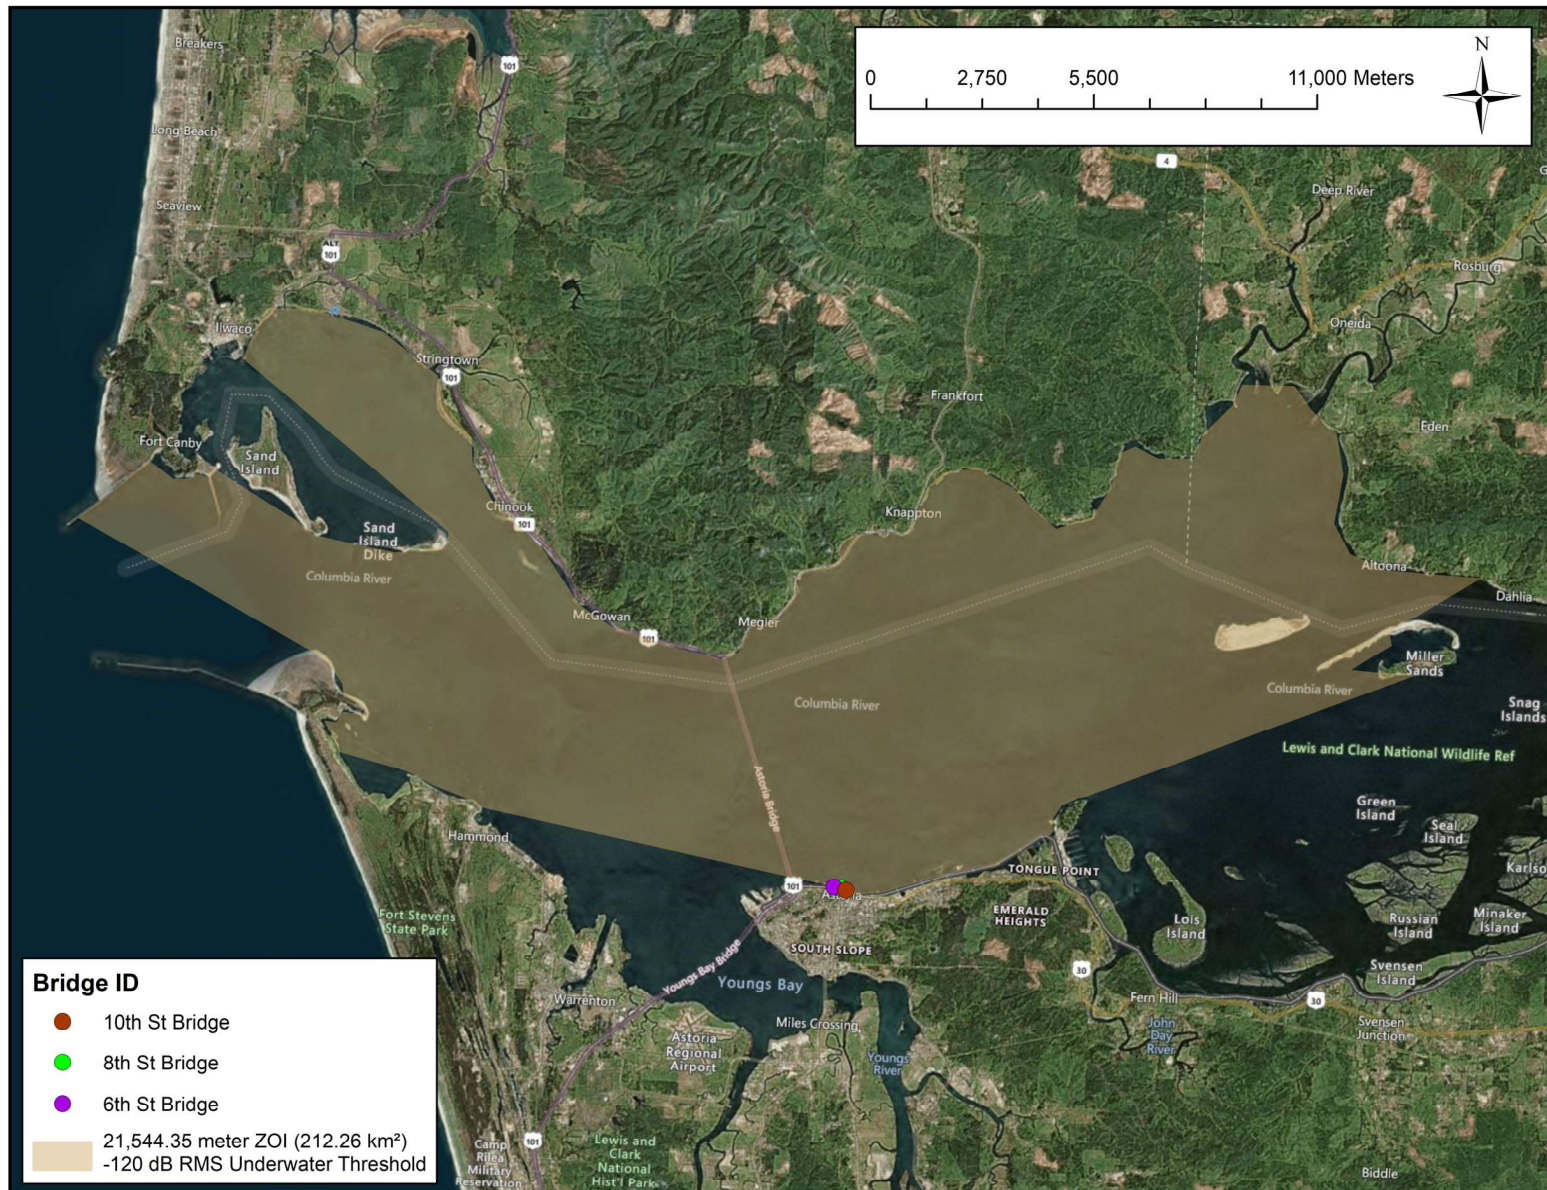 Breakers
101
N
0 2,750 5,500 11,000 Meters
Long Beach
4
Deep River
Seaview
ALT
101
Rosburg
Ilwaco
Oneida
Stringtown
101
Frankfort
Fort Canby
Eden
Sand
Island
Chinook
101
Knappton
Sand
Island
Dike
Columbia River
Altoona
McGowan
Megler
Dahlia
101
Miller
Sands
Columbia River
Columbia River
Snag
Islands
Lewis and Clark National Wildlife Ref
Astoria Bridge
Green
Island
Hammond
Seal
Island
Karlso
TONGUE POINT
101
Astoria
Fort Stevens
State Park
EMERALD
HEIGHTS
Lois
Island
Russian
Island
Minaker
Island
SOUTH SLOPE
Youngs Bay Bridge
30
Svensen
Island
Youngs Bay
Warrenton
Fern Hill
30
Miles Crossing
John
Day
River
Svensen
Junction
Astoria
Regional
Airport
Youngs
River
101
Camp
Rilea
Military
Reservation
Lewis and
Clark
National
Hist'l Park
Biddle
Bridge ID
10th St Bridge
8th St Bridge
6th St Bridge
21,544.35 meter ZOI (212.26 km²)
-120 dB RMS Underwater Threshold